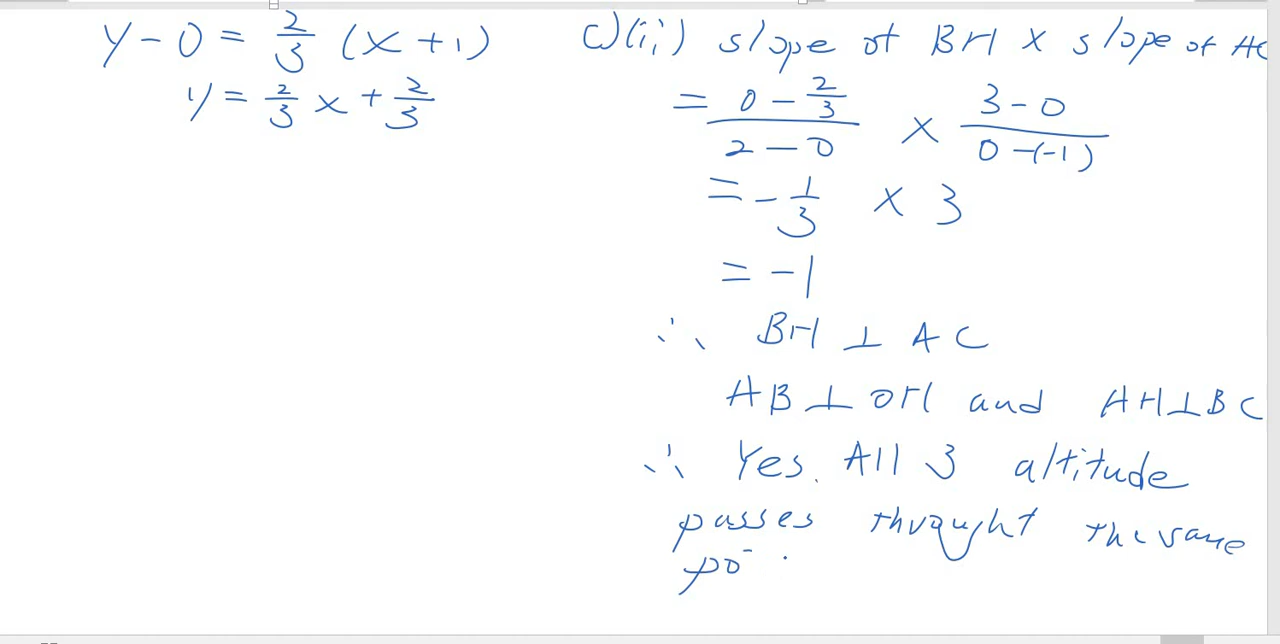 y - 0 = 2/3 (x + 1)
y = 2/3 x + 2/3
c)(ii) slope of BH × slope of AC
= (0 - 2/3)/(2 - 0) × (3 - 0)/(0 - (-1))
= - 1/3 × 3
= -1
∴ BH ⊥ AC
AB ⊥ OH and AH ⊥ BC
∴ Yes. All 3 altitude
passes throught the same
po